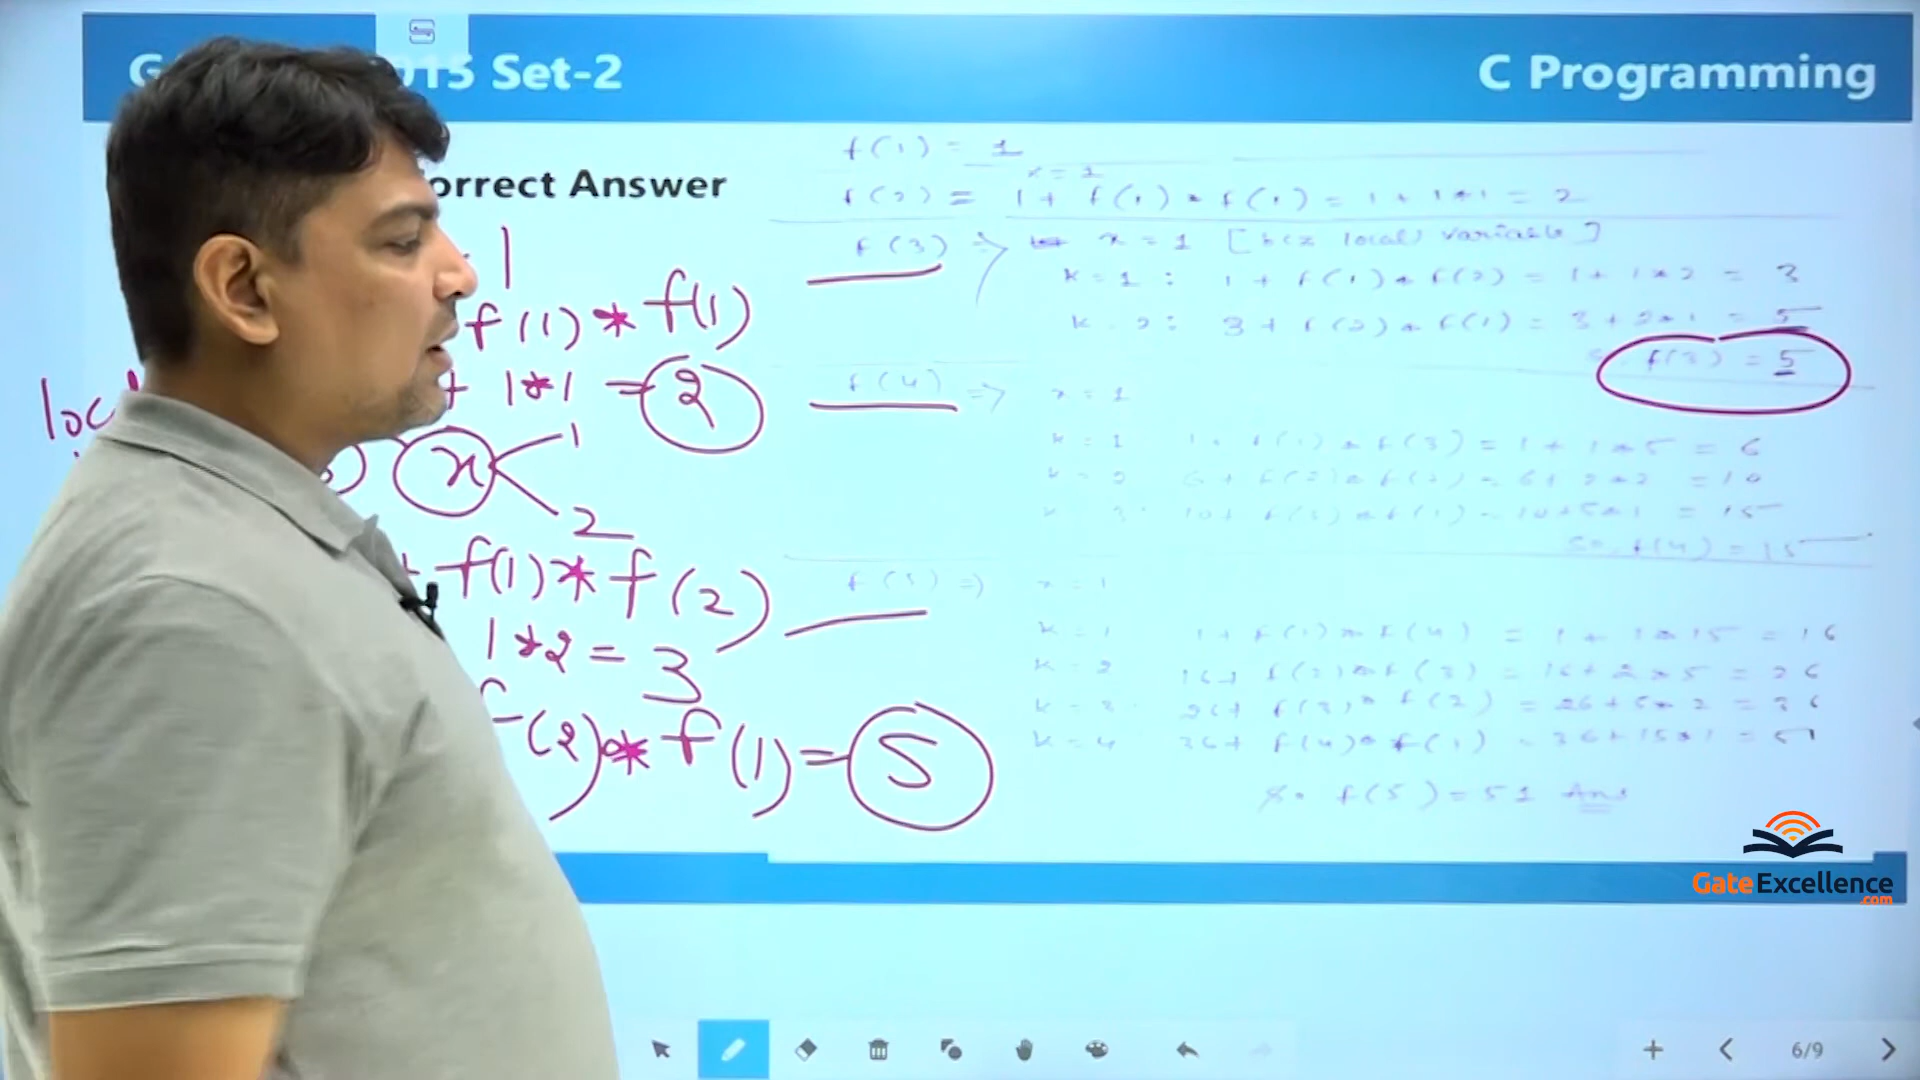 2015 Set-2
C Programming
orrect Answer
- 1
f(1) * f(1)
+ 1*1 = 2
loc
x 1
2
+ f(1) * f(2)
1*2 = 3
f(2) * f(1) = 5
f(1) = 1
x = 1
f(2) = 1 + f(1) * f(1) = 1 + 1*1 = 2
f(3) => x = 1 [bcz local variable]
k = 1 : 1 + f(1) * f(2) = 1 + 1*2 = 3
k = 2 : 3 + f(2) * f(1) = 3 + 2*1 = 5
f(3) = 5
f(4) => x = 1
k = 1 1 + f(1) * f(3) = 1 + 1*5 = 6
k = 2 6 + f(2) * f(2) = 6 + 2*2 = 10
k = 3: 10 + f(3) * f(1) = 10 + 5*1 = 15
So, f(4) = 15
f(5) => x = 1
k = 1 1 + f(1) * f(4) = 1 + 1*15 = 16
k = 2 16 + f(2) * f(3) = 16 + 2*5 = 26
k = 3 26 + f(3) * f(2) = 26 + 5*2 = 36
k = 4 36 + f(4) * f(1) = 36 + 15*1 = 51
So f(5) = 51 Ans
GateExcellence
.com
6/9